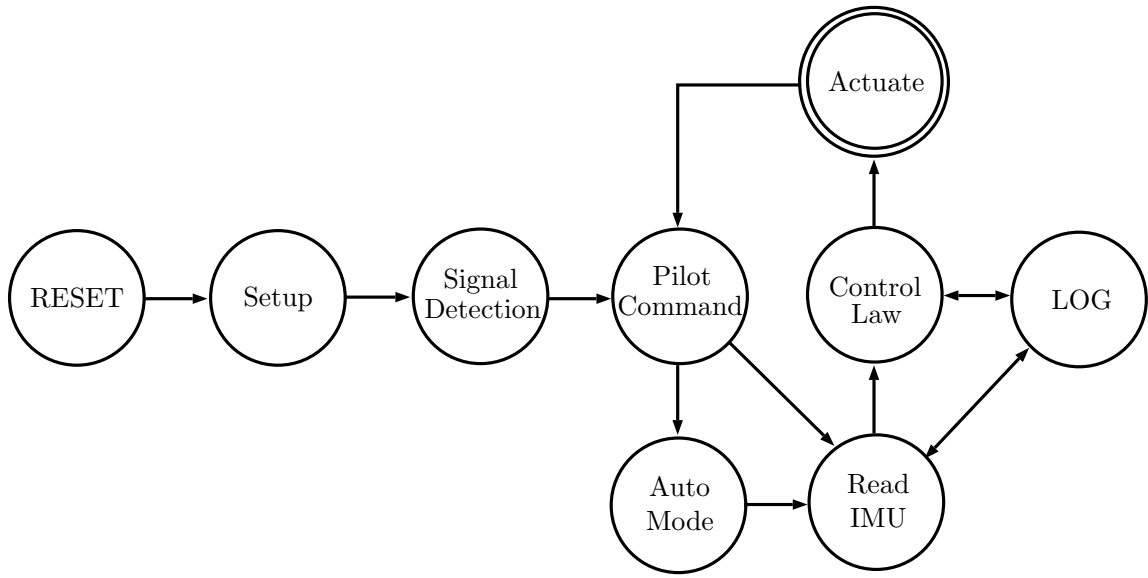 Actuate
RESET
Setup
Signal
Detection
Pilot
Command
Control
Law
LOG
Auto
Mode
Read
IMU